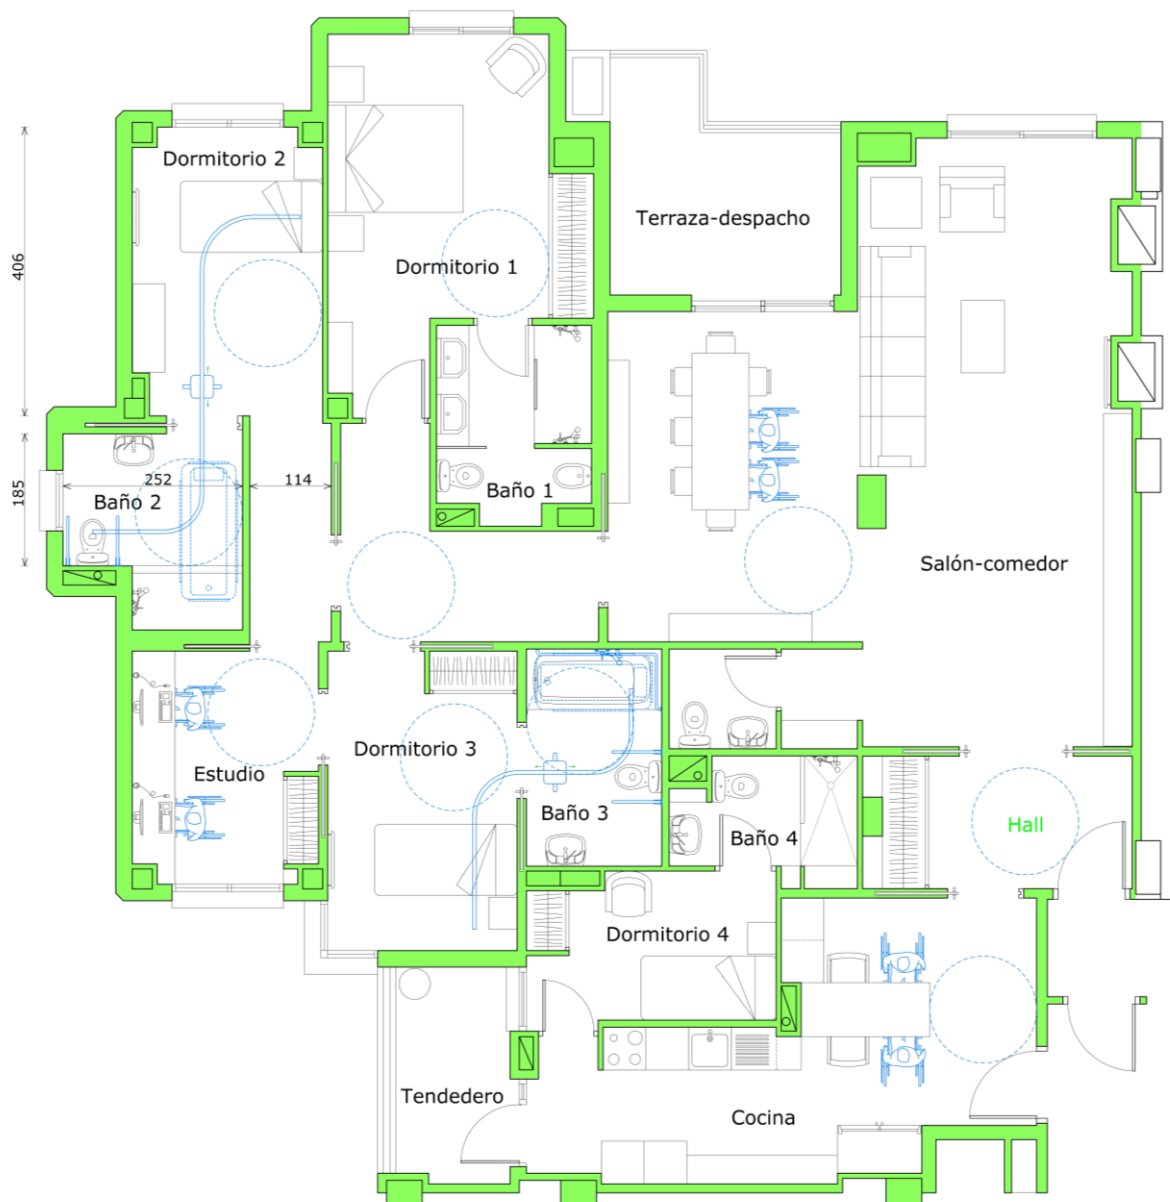 Dormitorio 2
Terraza-despacho
406
Dormitorio 1
252
114
185
Baño 2
Baño 1
Salón-comedor
Dormitorio 3
Estudio
Baño 3
Baño 4
Hall
Dormitorio 4
Tendedero
Cocina